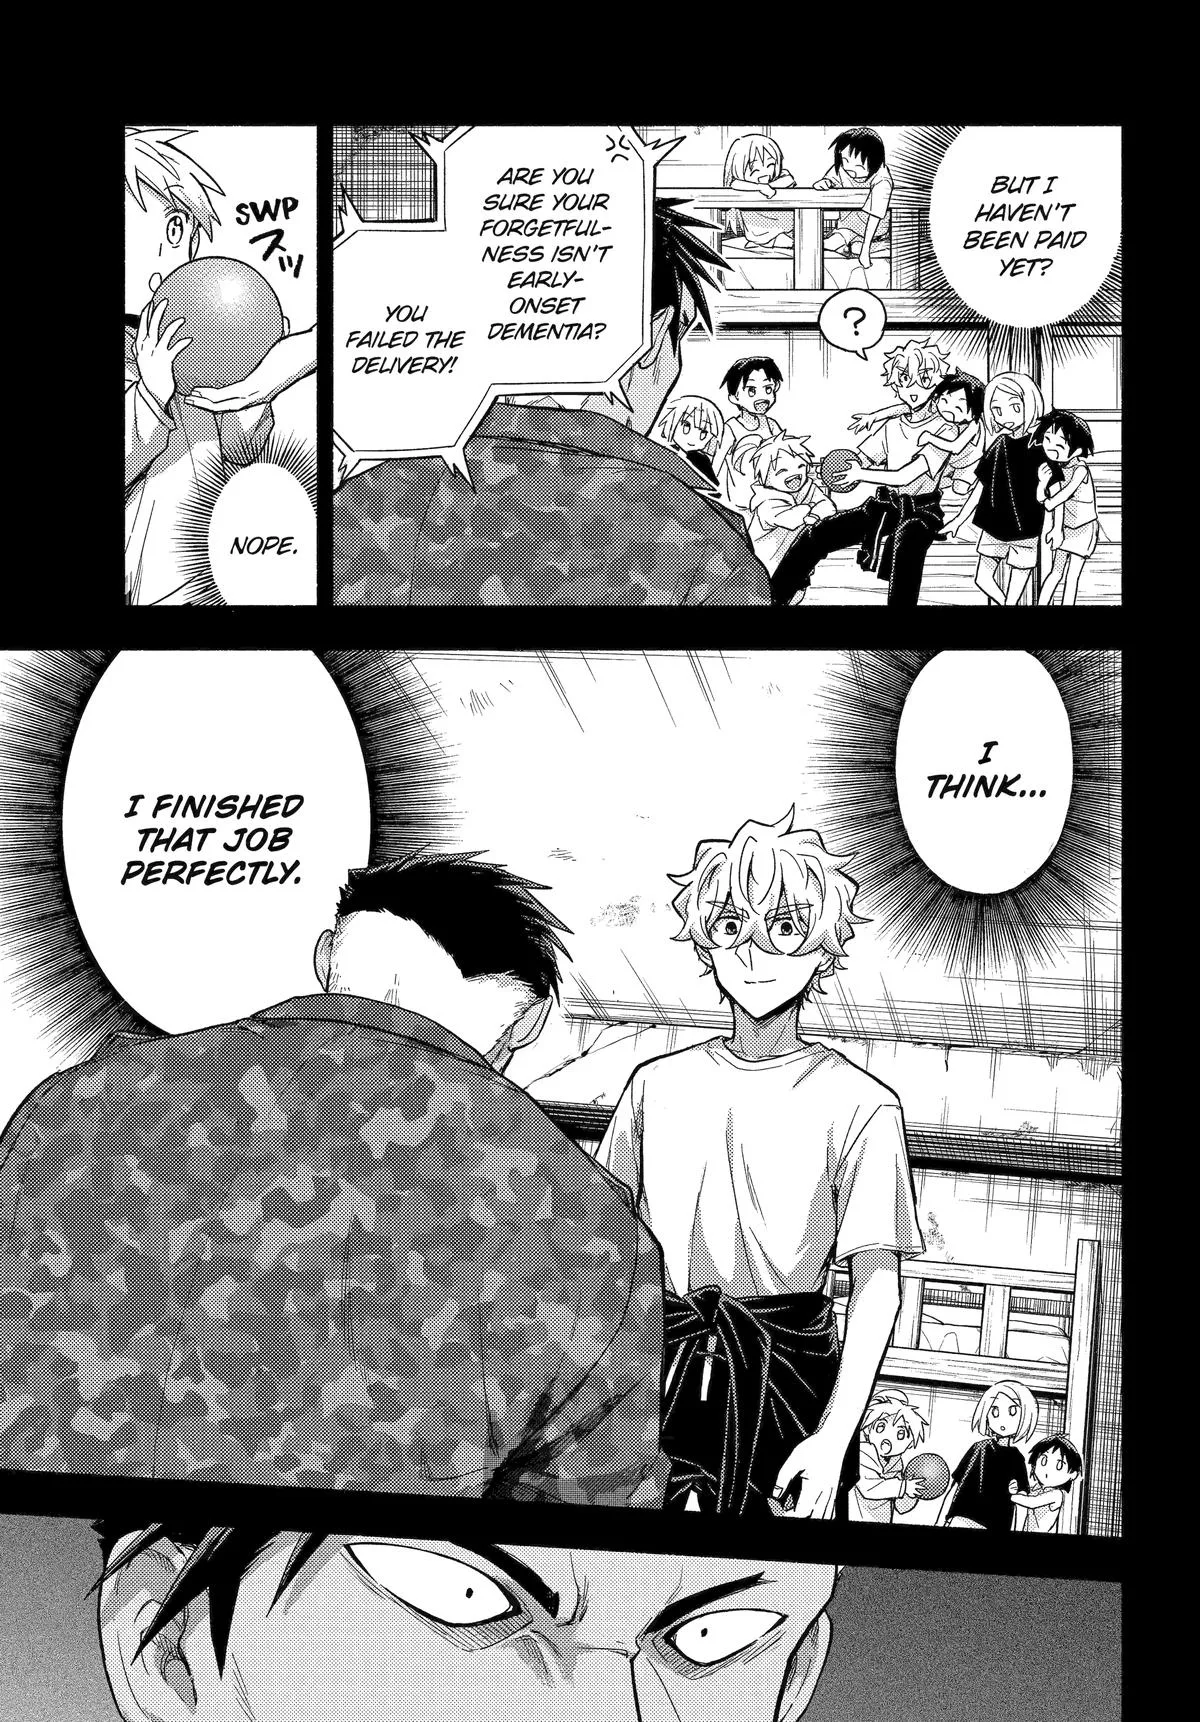 BUT I
HAVEN'T
BEEN PAID
YET?
?
ARE YOU
SURE YOUR
FORGETFUL-
NESS ISN'T
EARLY-
ONSET
DEMENTIA?
YOU
FAILED THE
DELIVERY!
SWP
スッ
NOPE.
I
THINK...
I FINISHED
THAT JOB
PERFECTLY.